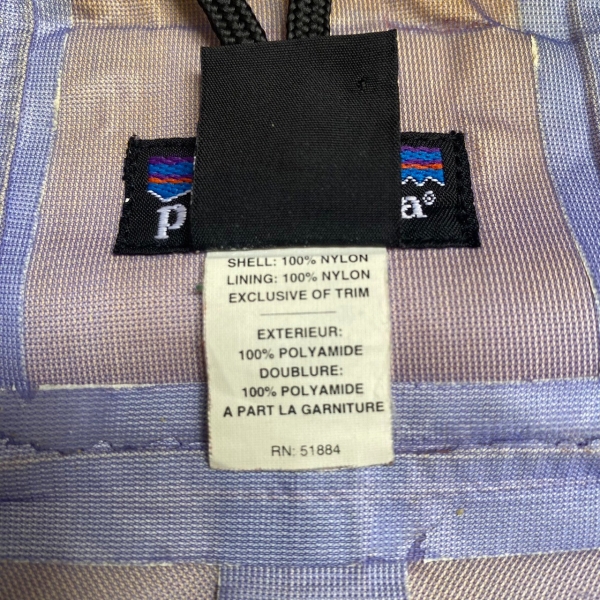 p a®
SHELL: 100% NYLON
LINING: 100% NYLON
EXCLUSIVE OF TRIM
EXTERIEUR:
100% POLYAMIDE
DOUBLURE:
100% POLYAMIDE
A PART LA GARNITURE
RN: 51884